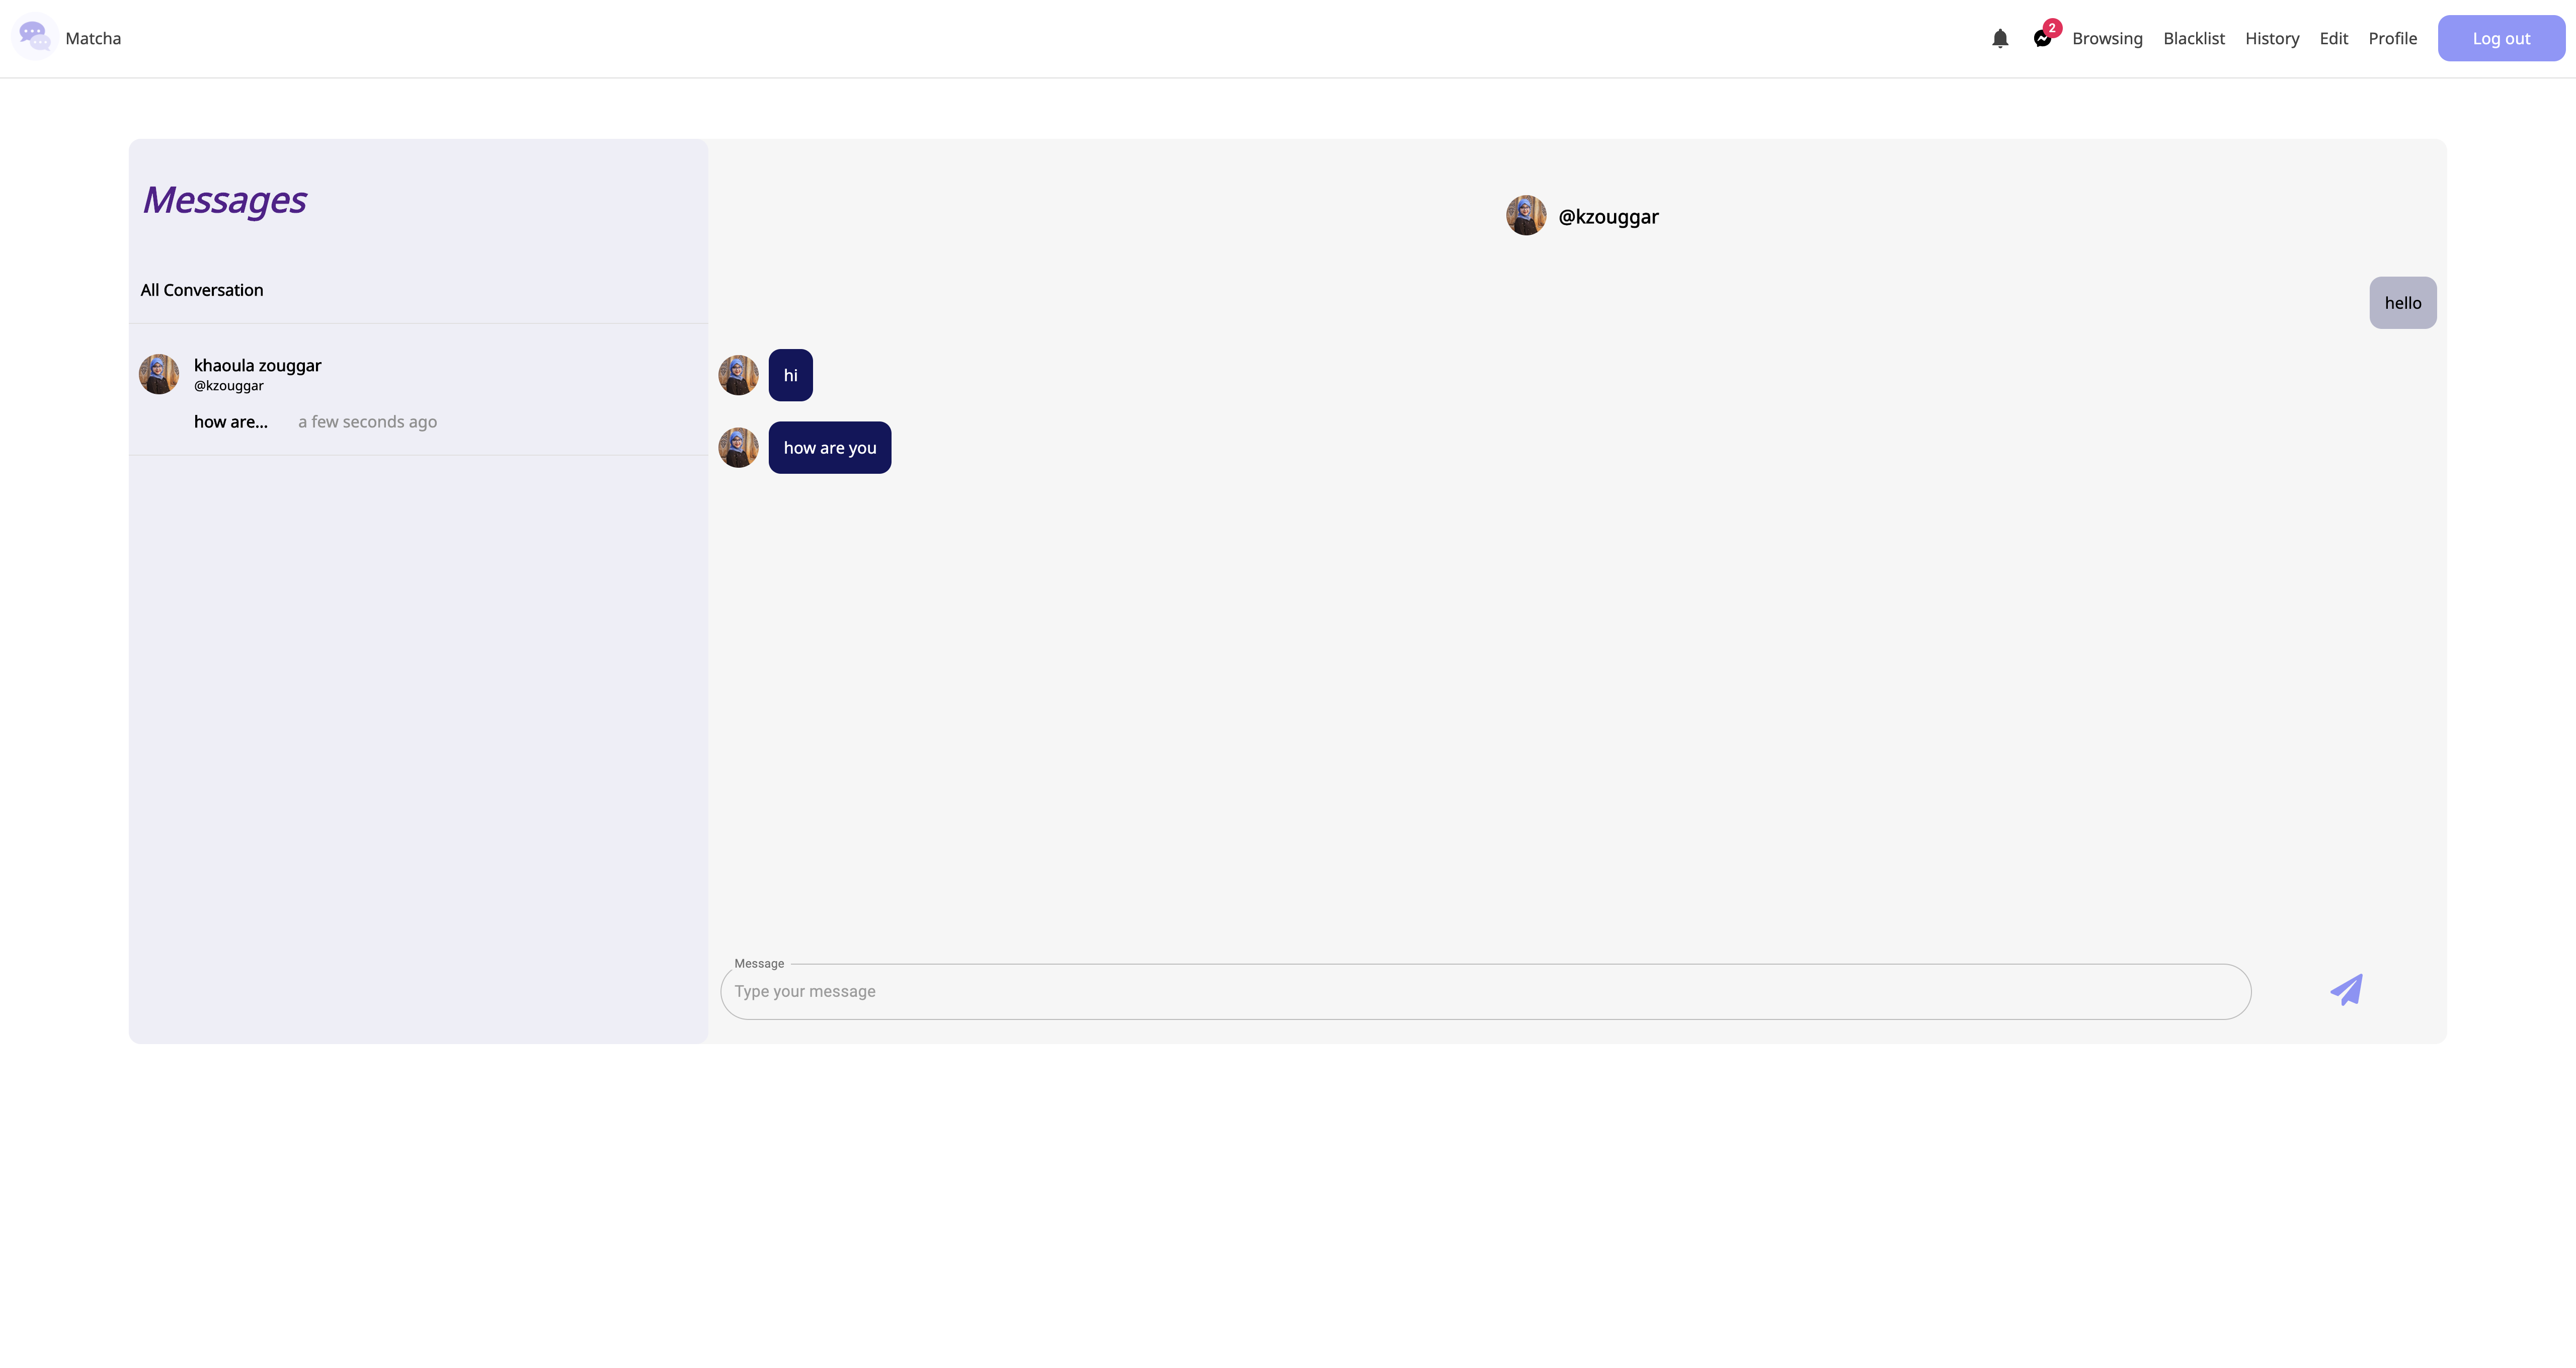 Matcha
2
Browsing
Blacklist
History
Edit
Profile
Log out
Messages
All Conversation
khaoula zouggar
@kzouggar
how are... a few seconds ago
@kzouggar
hello
hi
how are you
Message
Type your message